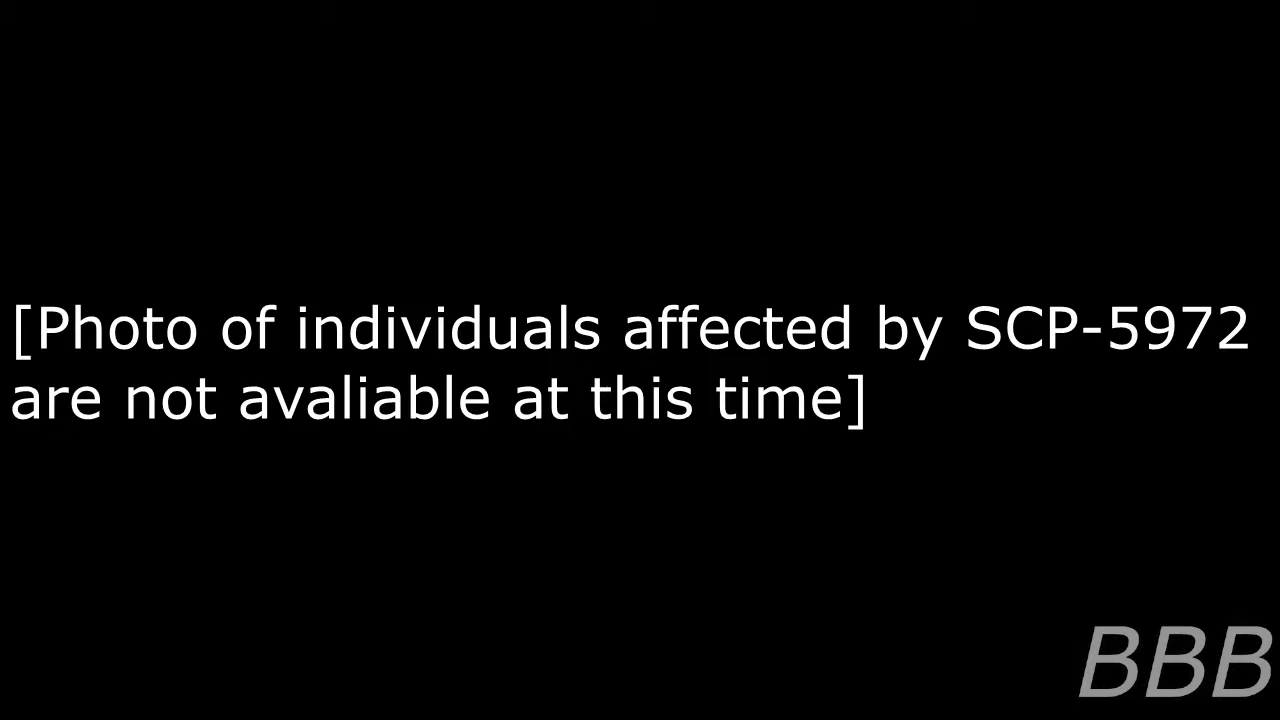 [Photo of individuals affected by SCP-5972
are not avaliable at this time]
BBB